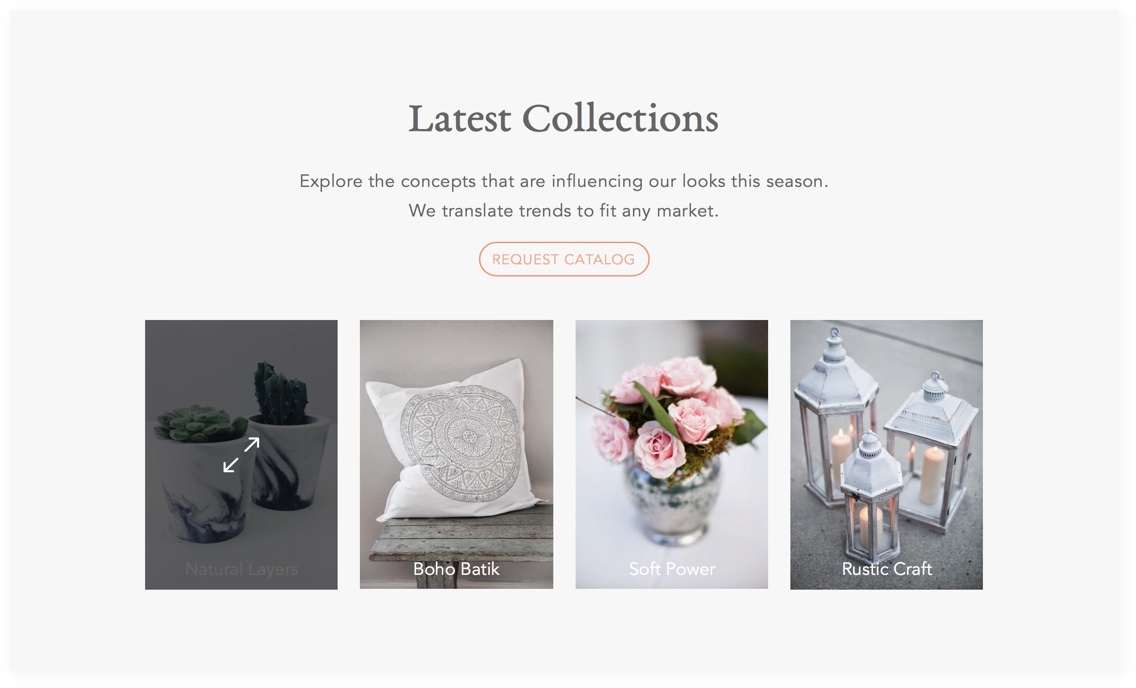 Latest Collections
Explore the concepts that are influencing our looks this season.
We translate trends to fit any market.
REQUEST CATALOG
Natural Layers
Boho Batik
Soft Power
Rustic Craft